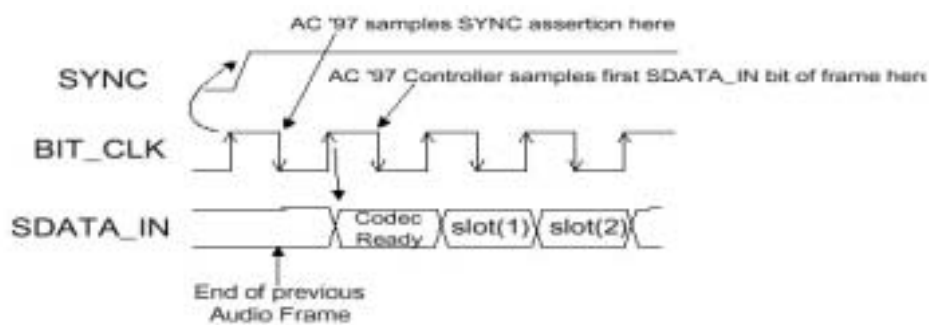 AC '97 samples SYNC assertion here
SYNC
AC '97 Controller samples first SDATA_IN bit of frame here
BIT_CLK
SDATA_IN
Codec
Ready
slot(1)
slot(2)
End of previous
Audio Frame